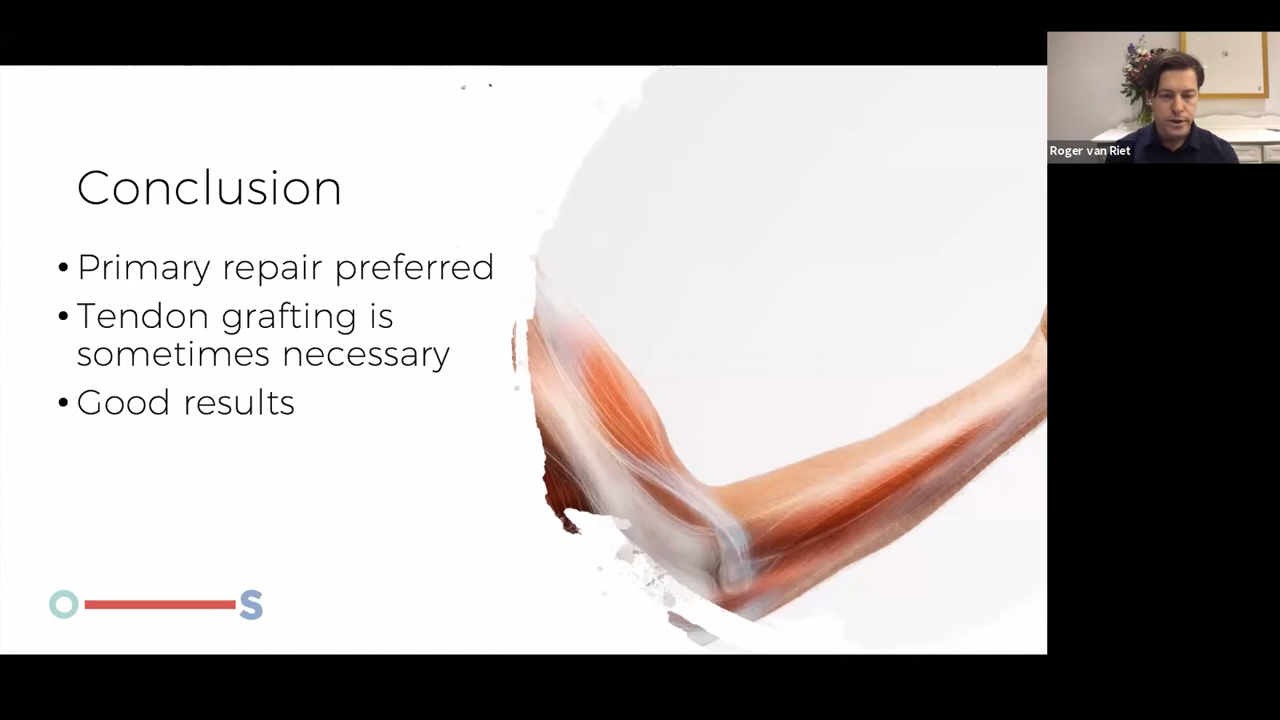 Conclusion
• Primary repair preferred
• Tendon grafting is
sometimes necessary
• Good results
O S
Roger van Riet